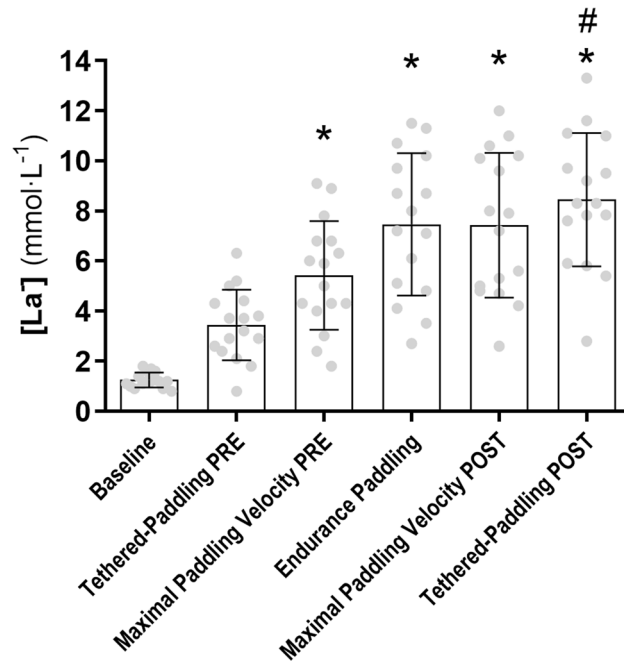 #
* * * * *
14
12
10
8
6
4
2
0
[La⁻] (mmol·L⁻¹)
Baseline
Tethered-Paddling PRE
Maximal Paddling Velocity PRE
Endurance Paddling
Maximal Paddling Velocity POST
Tethered-Paddling POST